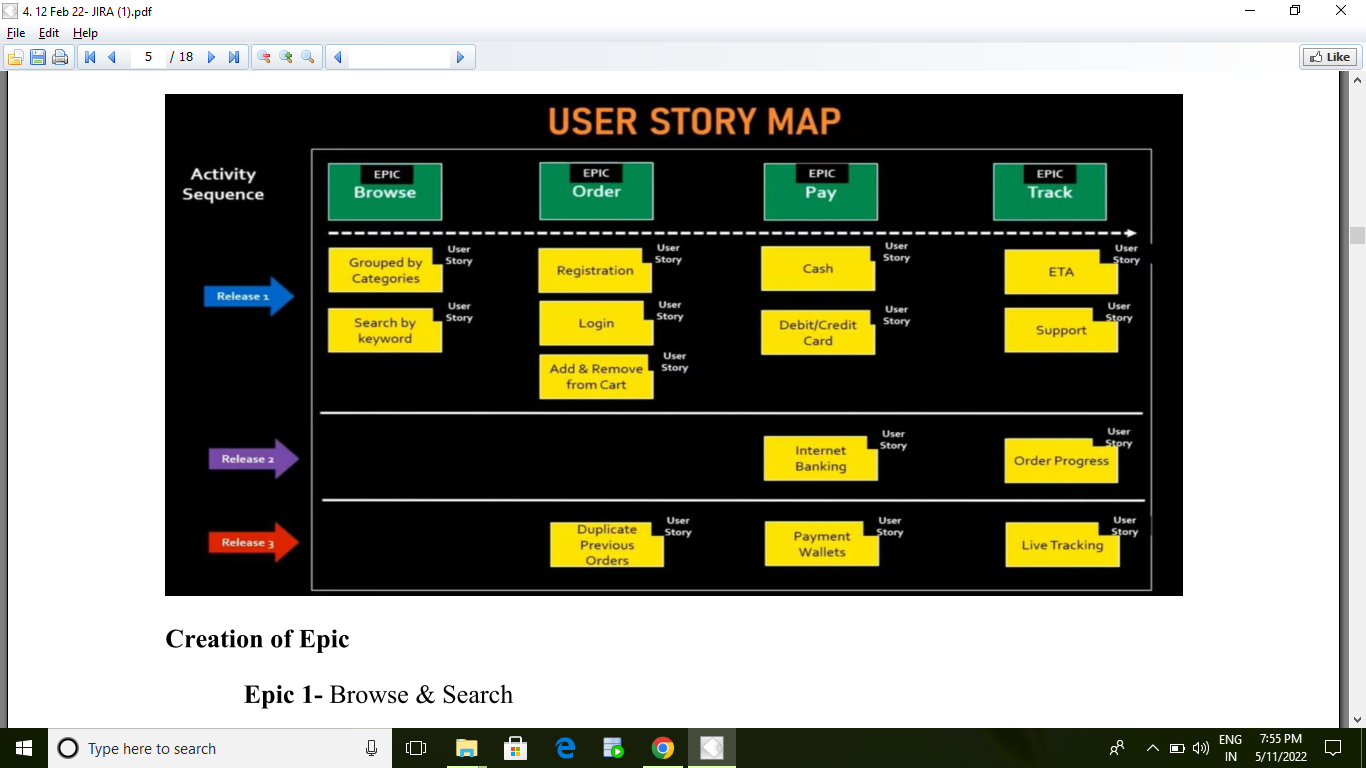 4. 12 Feb 22- JIRA (1).pdf
File Edit Help
5 / 18
Like
USER STORY MAP
Activity
Sequence
EPIC
Browse
EPIC
Order
EPIC
Pay
EPIC
Track
Release 1
Grouped by
Categories
User
Story
Registration
User
Story
Cash
User
Story
ETA
User
Story
Search by
keyword
User
Story
Login
User
Story
Debit/Credit
Card
User
Story
Support
User
Story
Add & Remove
from Cart
User
Story
Release 2
Internet
Banking
User
Story
Order Progress
User
Story
Release 3
Duplicate
Previous
Orders
User
Story
Payment
Wallets
User
Story
Live Tracking
User
Story
Creation of Epic
Epic 1- Browse & Search
Type here to search
ENG
IN
7:55 PM
5/11/2022